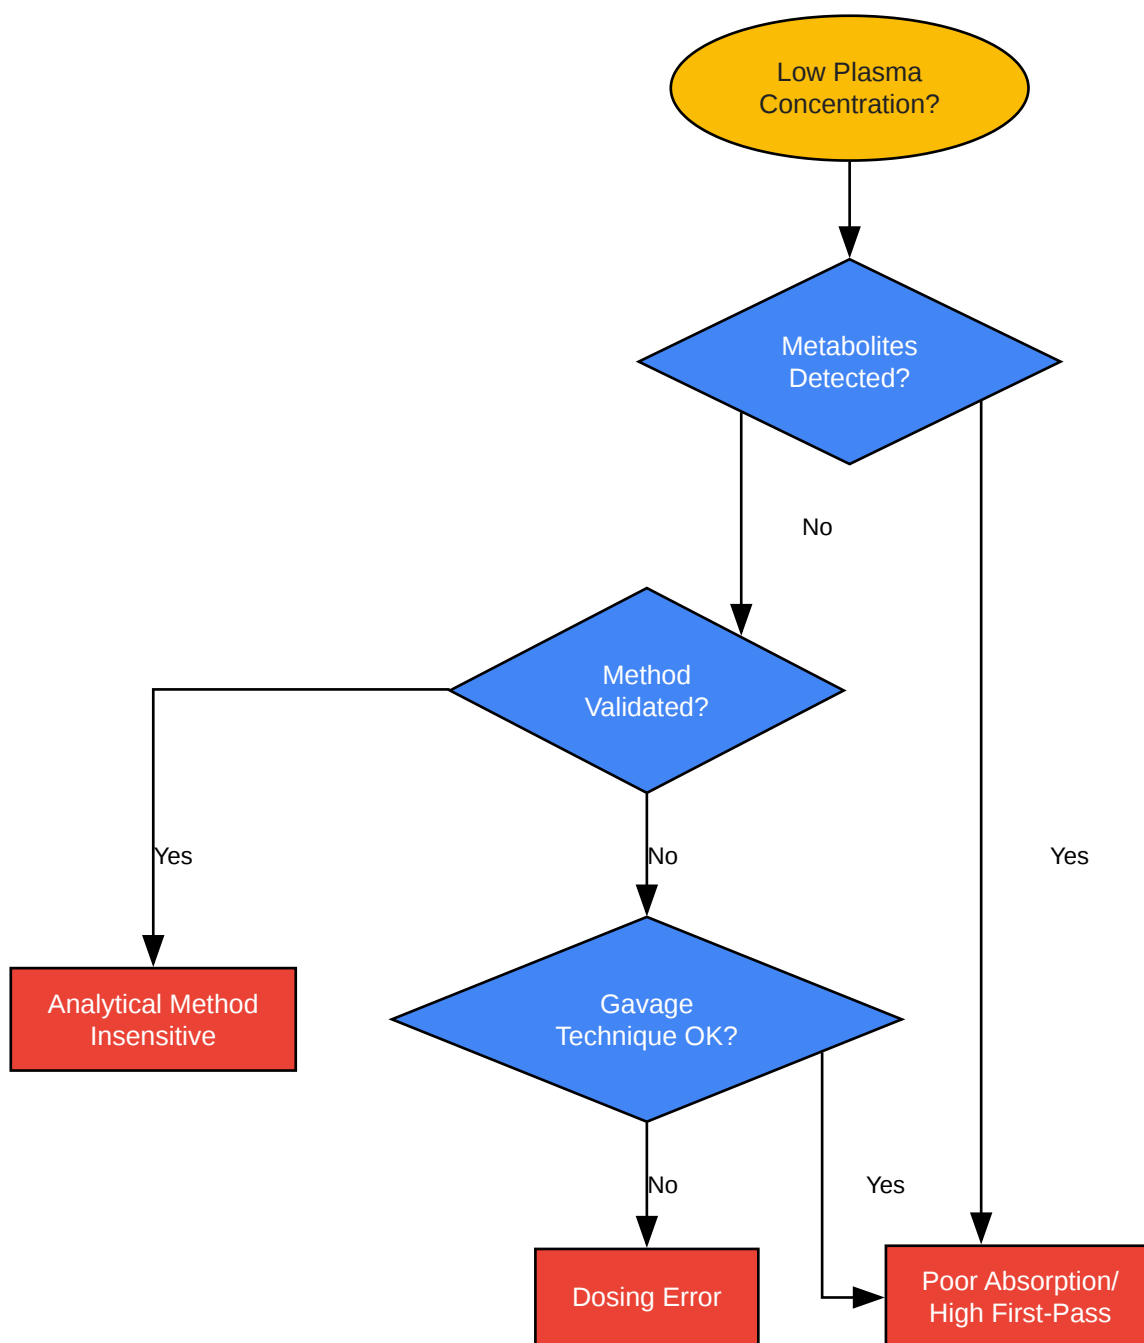 Low Plasma
Concentration?
Metabolites
Detected?
No
Method
Validated?
Yes
No
Yes
Analytical Method
Insensitive
Gavage
Technique OK?
No
Yes
Dosing Error
Poor Absorption/
High First-Pass